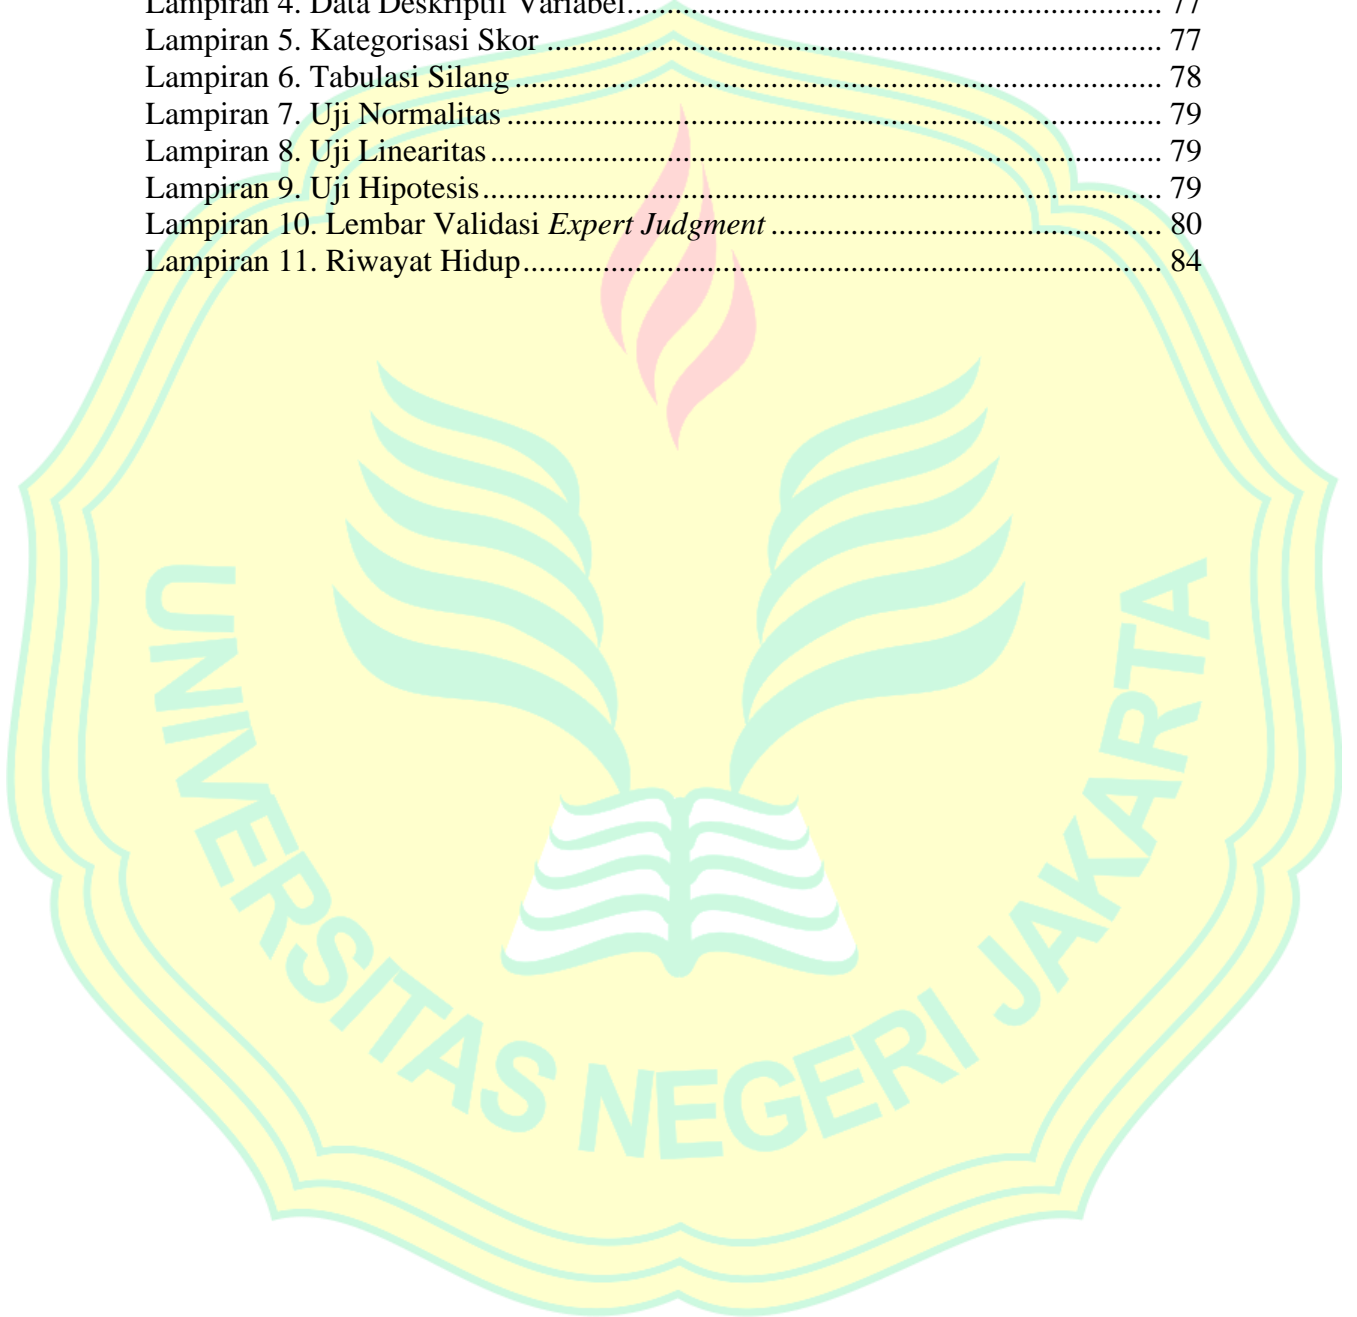 Lampiran 4. Data Deskriptif Variabel.................................................................. 77
Lampiran 5. Kategorisasi Skor ............................................................................ 77
Lampiran 6. Tabulasi Silang ................................................................................ 78
Lampiran 7. Uji Normalitas ................................................................................. 79
Lampiran 8. Uji Linearitas ................................................................................... 79
Lampiran 9. Uji Hipotesis .................................................................................... 79
Lampiran 10. Lembar Validasi Expert Judgment ................................................ 80
Lampiran 11. Riwayat Hidup ............................................................................... 84
UNIVERSITAS NEGERI JAKARTA